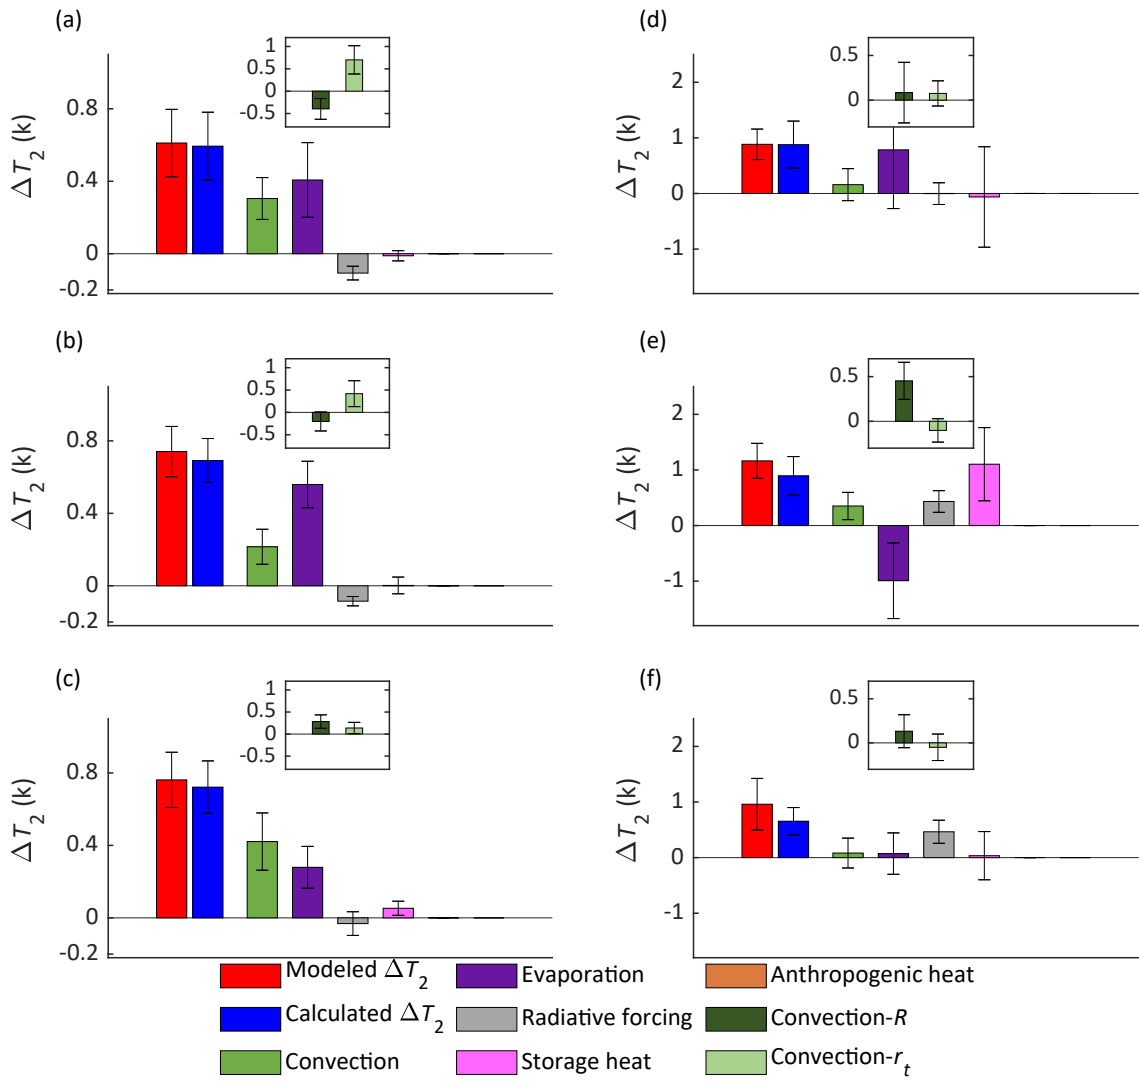 (a)
1
0.5
0
-0.5
0.8
0.4
0
-0.2
ΔT₂ (k)
(d)
0.5
0
2
1
0
-1
ΔT₂ (k)
(b)
1
0.5
0
-0.5
0.8
0.4
0
-0.2
ΔT₂ (k)
(e)
0.5
0
2
1
0
-1
ΔT₂ (k)
(c)
1
0.5
0
-0.5
0.8
0.4
0
-0.2
ΔT₂ (k)
(f)
0.5
0
2
1
0
-1
ΔT₂ (k)
Modeled ΔT₂
Calculated ΔT₂
Convection
Evaporation
Radiative forcing
Storage heat
Anthropogenic heat
Convection-R
Convection-rₜ